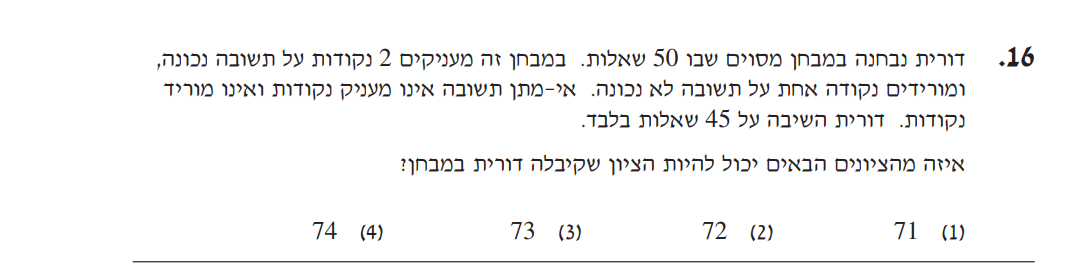 16. דורית נבחנה במבחן מסוים שבו 50 שאלות. במבחן זה מעניקים 2 נקודות על תשובה נכונה,
ומורידים נקודה אחת על תשובה לא נכונה. אי-מתן תשובה אינו מעניק נקודות ואינו מוריד
נקודות. דורית השיבה על 45 שאלות בלבד.
איזה מהציונים הבאים יכול להיות הציון שקיבלה דורית במבחן?
(1) 71 (2) 72 (3) 73 (4) 74